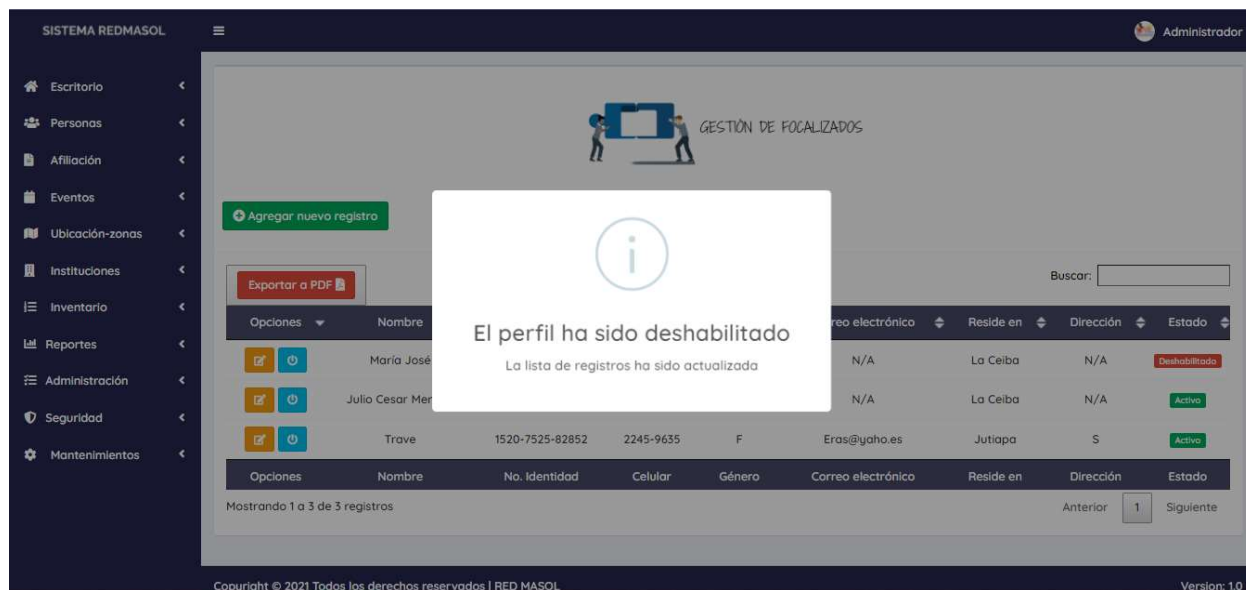 SISTEMA REDMASOL
Administrador
Escritorio
Personas
Afiliación
Eventos
Ubicación-zonas
Instituciones
Inventario
Reportes
Administración
Seguridad
Mantenimientos
GESTIÓN DE FOCALIZADOS
Agregar nuevo registro
Exportar a PDF
Buscar:
El perfil ha sido deshabilitado
La lista de registros ha sido actualizada
Opciones Nombre reo electrónico Reside en Dirección Estado
María José N/A La Ceiba N/A Deshabilitado
Julio Cesar Mer N/A La Ceiba N/A Activo
Trave 1520-7525-82852 2245-9635 F Eras@yaho.es Jutiapa S Activo
Opciones Nombre No. Identidad Celular Género Correo electrónico Reside en Dirección Estado
Mostrando 1 a 3 de 3 registros
Anterior 1 Siguiente
Copyright © 2021 Todos los derechos reservados | RED MASOL
Version: 1.0